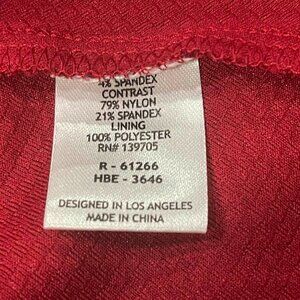 4% SPANDEX
CONTRAST
79% NYLON
21% SPANDEX
LINING
100% POLYESTER
RN# 139705
R - 61266
HBE - 3646
DESIGNED IN LOS ANGELES
MADE IN CHINA